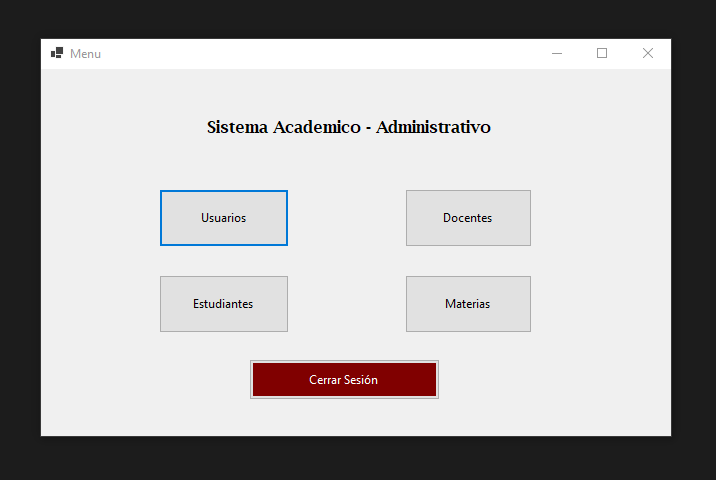 Menu
Sistema Academico - Administrativo
Usuarios
Docentes
Estudiantes
Materias
Cerrar Sesión